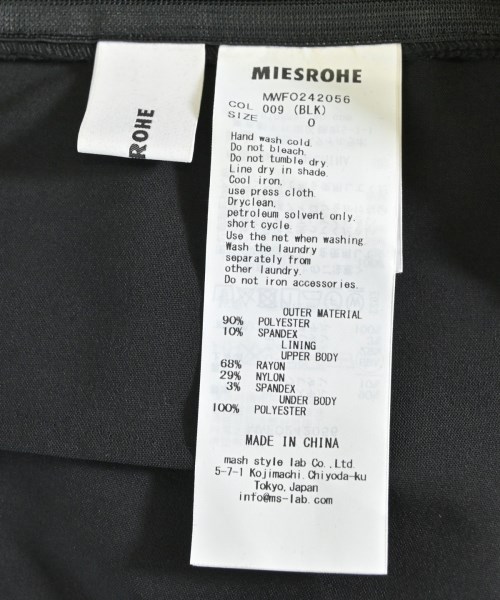 MIESROHE
MWFO242056
COL 009 (BLK)
SIZE 0
Hand wash cold.
Do not bleach.
Do not tumble dry.
Line dry in shade.
Cool iron,
use press cloth.
Dryclean,
petroleum solvent only.
short cycle.
Use the net when washing.
Wash the laundry
separately from
other laundry.
Do not iron accessories.
OUTER MATERIAL
90% POLYESTER
10% SPANDEX
LINING
UPPER BODY
68% RAYON
29% NYLON
3% SPANDEX
UNDER BODY
100% POLYESTER
MADE IN CHINA
mash style lab Co.,Ltd.
5-7-1 Kojimachi.Chiyoda-ku
Tokyo,Japan
info@ms-lab.com
ROHE